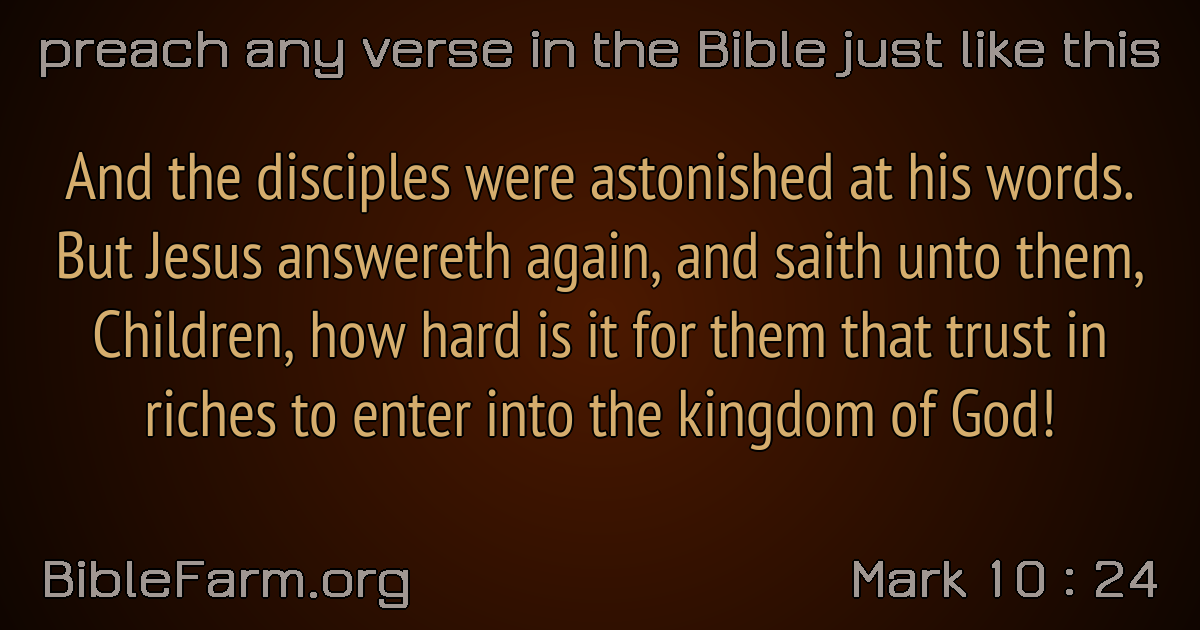 preach any verse in the Bible just like this
And the disciples were astonished at his words.
But Jesus answereth again, and saith unto them,
Children, how hard is it for them that trust in
riches to enter into the kingdom of God!
BibleFarm.org
Mark 10 : 24